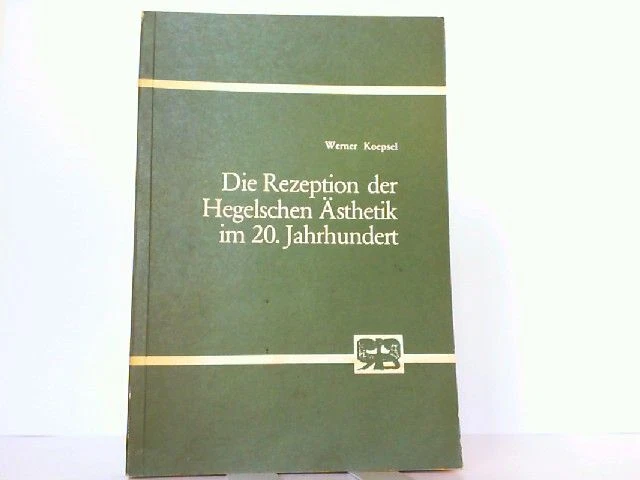 Werner Koepsel
Die Rezeption der
Hegelschen Ästhetik
im 20. Jahrhundert